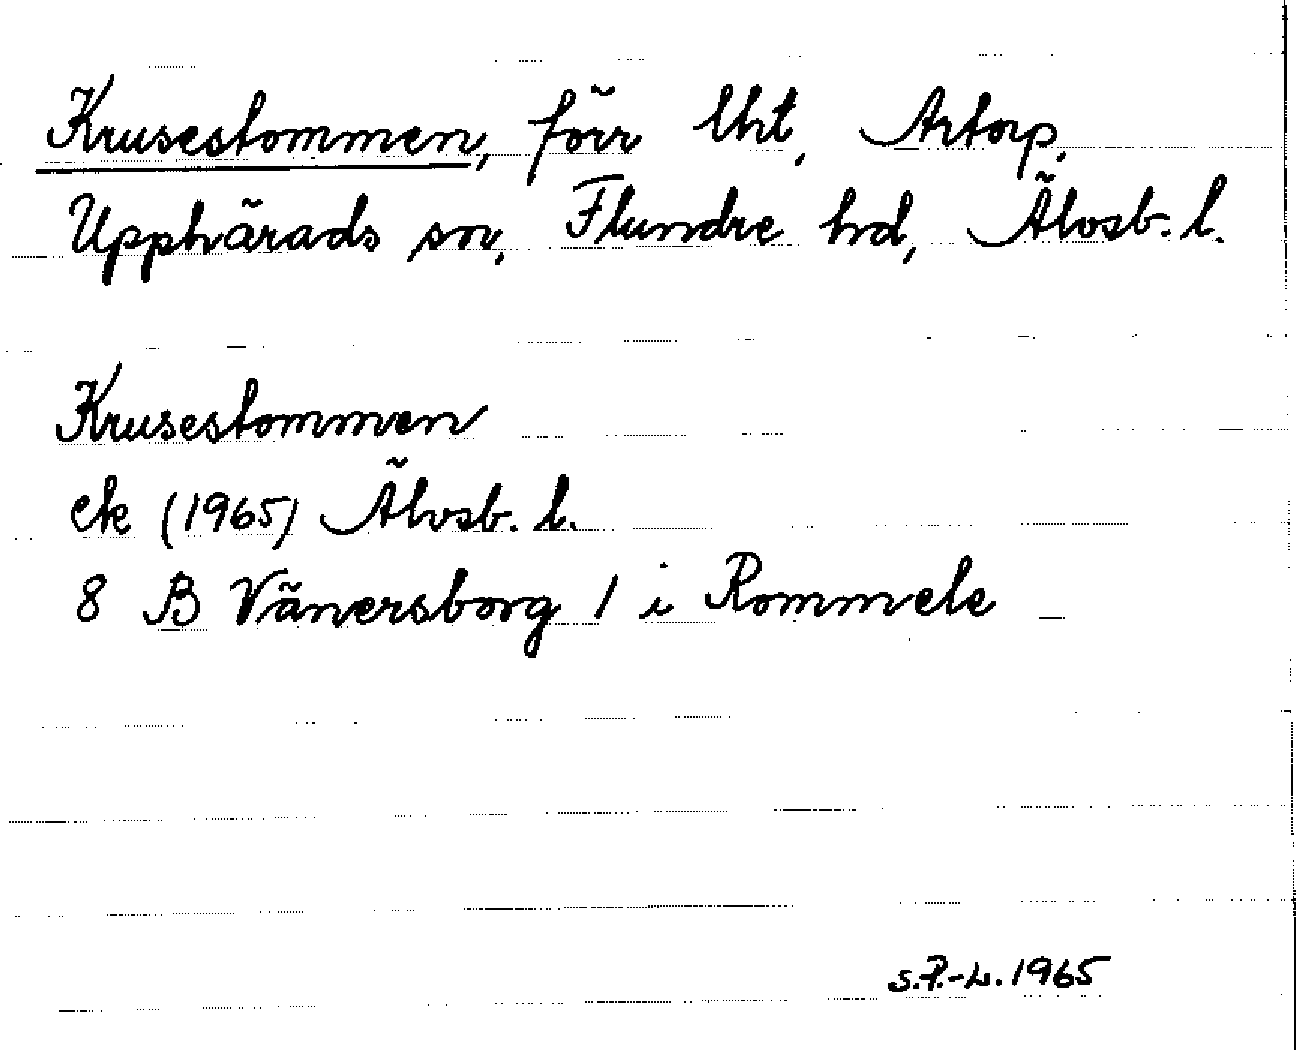 Krusestommen, förr lht, Artorp,
Upphärads sn, Flundre hd, Älvsb. l.
Krusestommen
ek (1965) Älvsb. l.
8 B Vänersborg 1 i Rommele
S.P.-L. 1965